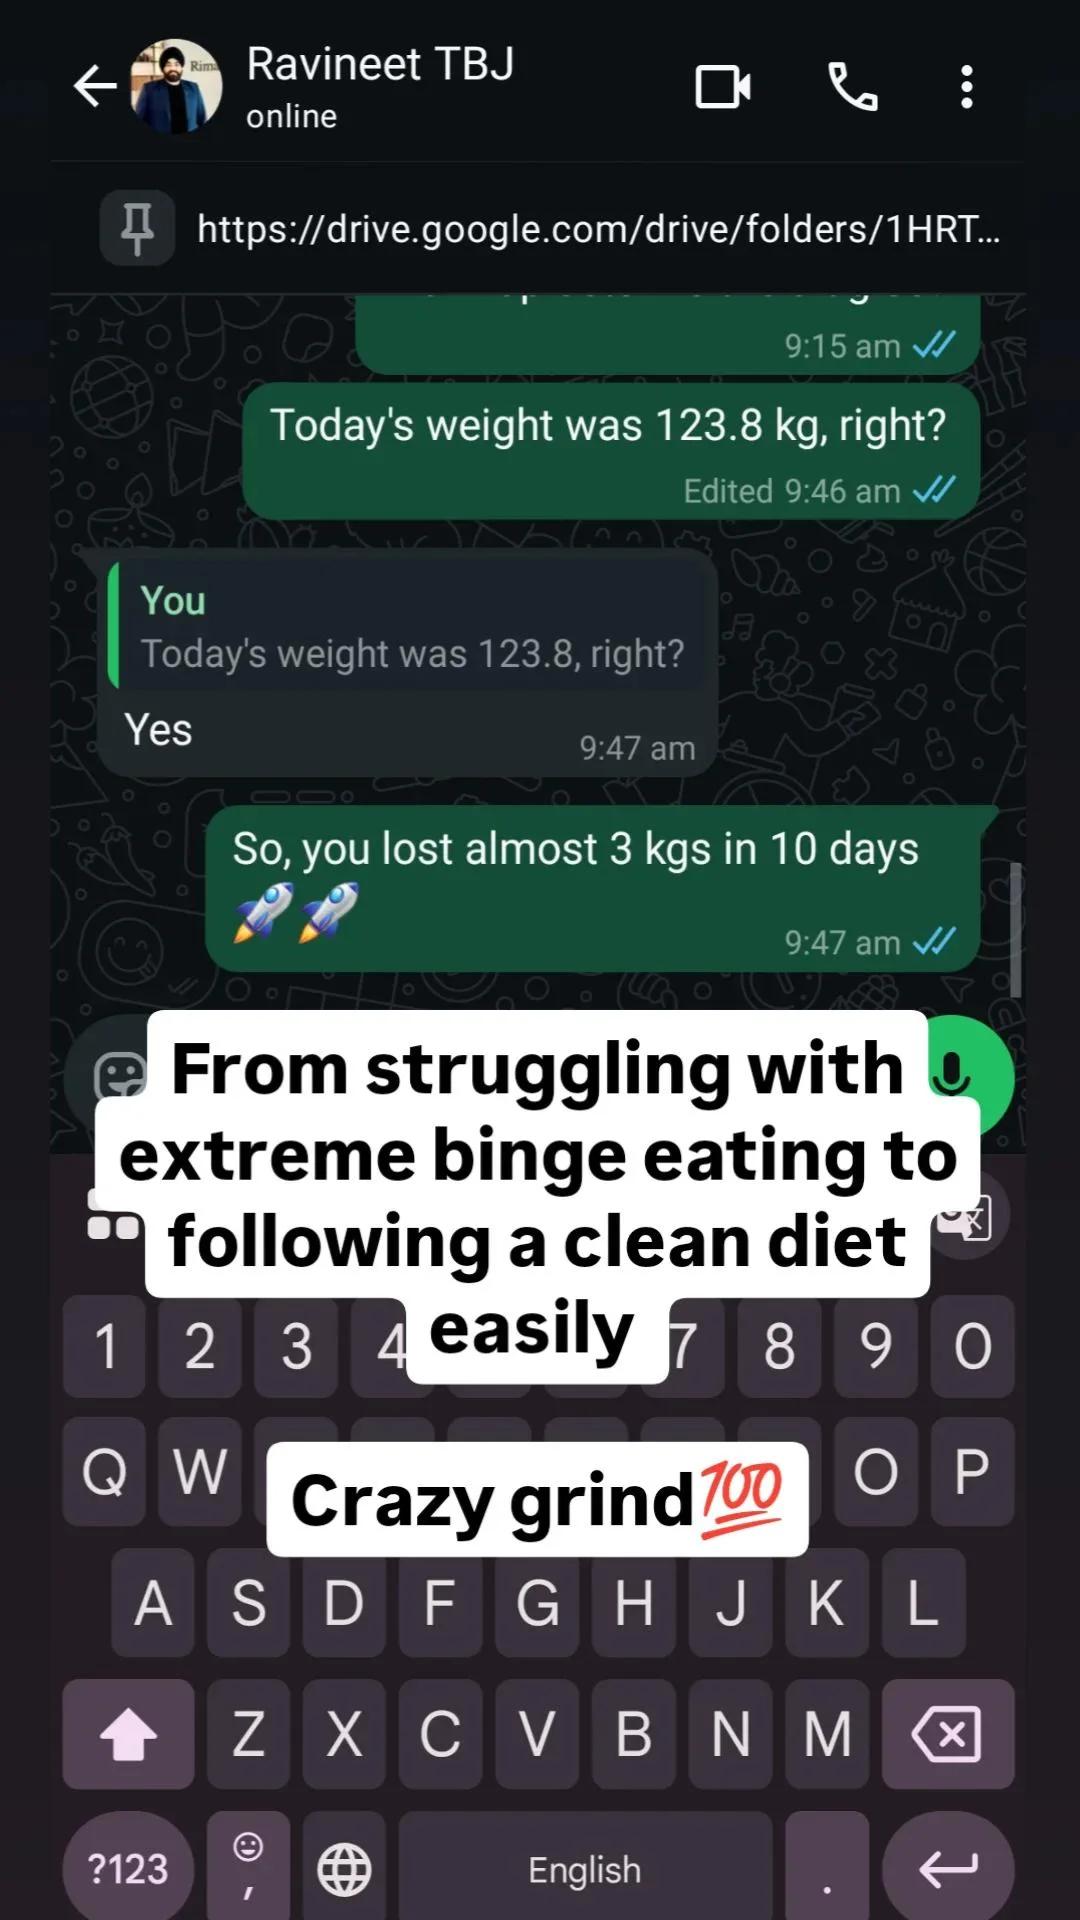 Ravineet TBJ
online
Rima
https://drive.google.com/drive/folders/1HRT...
9:15 am
Today's weight was 123.8 kg, right?
Edited 9:46 am
You
Today's weight was 123.8, right?
Yes
9:47 am
So, you lost almost 3 kgs in 10 days
🚀🚀
9:47 am
From struggling with
extreme binge eating to
following a clean diet
easily
1 2 3 4 7 8 9 0
Q W O P
Crazy grind💯
A S D F G H J K L
Z X C V B N M
?123 , English .